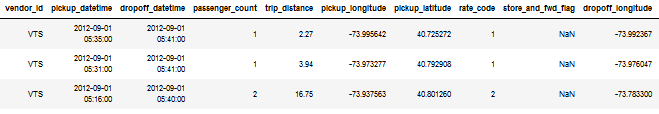 vendor_id pickup_datetime dropoff_datetime passenger_count trip_distance pickup_longitude pickup_latitude rate_code store_and_fwd_flag dropoff_longitude
VTS 2012-09-01 05:35:00 2012-09-01 05:41:00 1 2.27 -73.995642 40.725272 1 NaN -73.992367
VTS 2012-09-01 05:31:00 2012-09-01 05:41:00 1 3.94 -73.973277 40.792908 1 NaN -73.976047
VTS 2012-09-01 05:16:00 2012-09-01 05:40:00 2 16.75 -73.937563 40.801260 2 NaN -73.783300